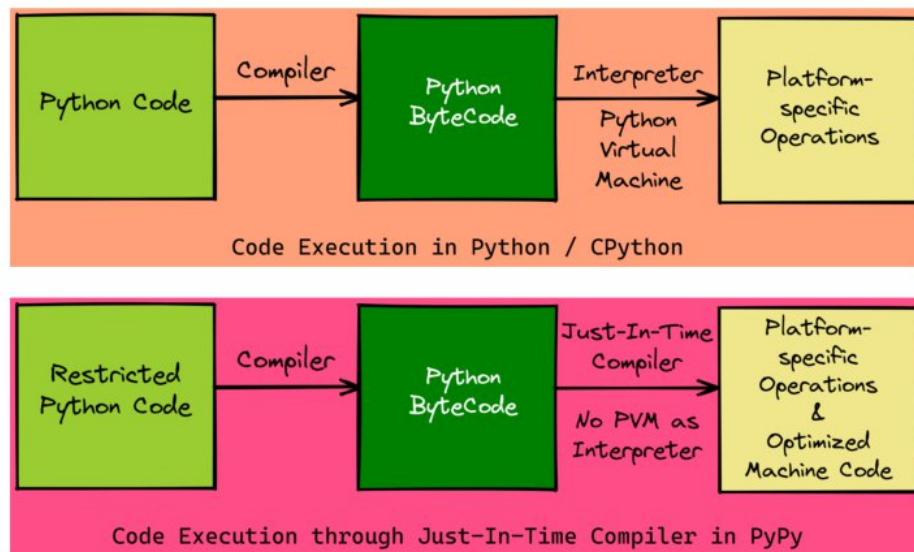 Python Code
Compiler
Python
ByteCode
Interpreter
Python
Virtual
Machine
Platform-
specific
Operations
Code Execution in Python / CPython
Restricted
Python Code
Compiler
Python
ByteCode
Just-In-Time
Compiler
No PVM as
Interpreter
Platform-
specific
Operations
&
Optimized
Machine Code
Code Execution through Just-In-Time Compiler in PyPy